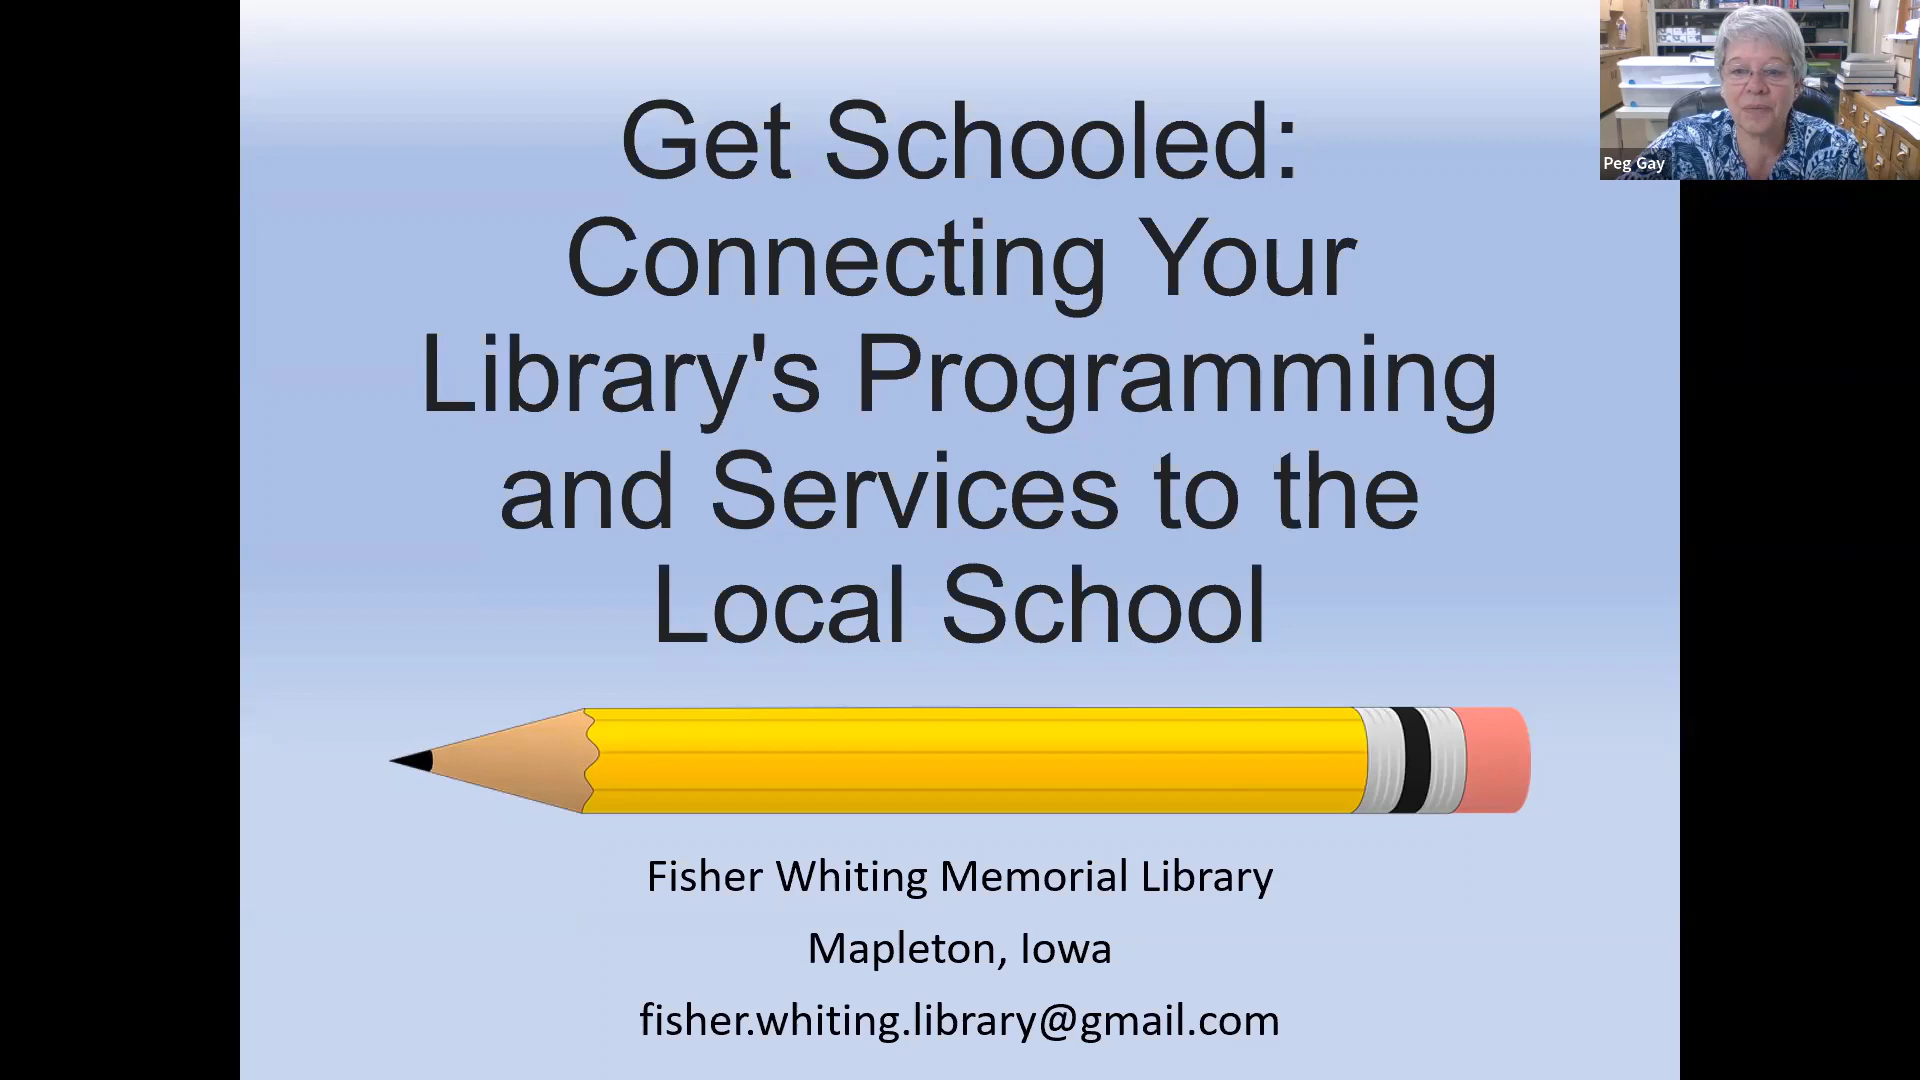 Get Schooled:
Connecting Your
Library's Programming
and Services to the
Local School
Fisher Whiting Memorial Library
Mapleton, Iowa
fisher.whiting.library@gmail.com
Peg Gay